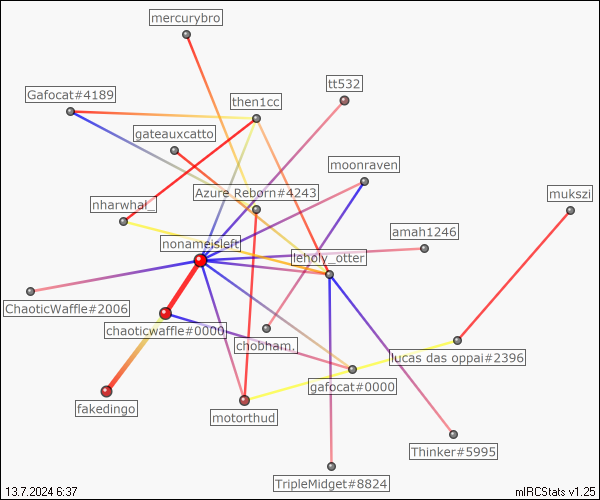 mercurybro
tt532
Gafocat#4189
then1cc
gateauxcatto
moonraven
Azure Reborn#4243
mukszi
nharwhal_
amah1246
nonameisleft
leholy_otter
ChaoticWaffle#2006
chaoticwaffle#0000
chobham.
lucas das oppai#2396
gafocat#0000
fakedingo
motorthud
Thinker#5995
TripleMidget#8824
13.7.2024 6:37
mIRCStats v1.25